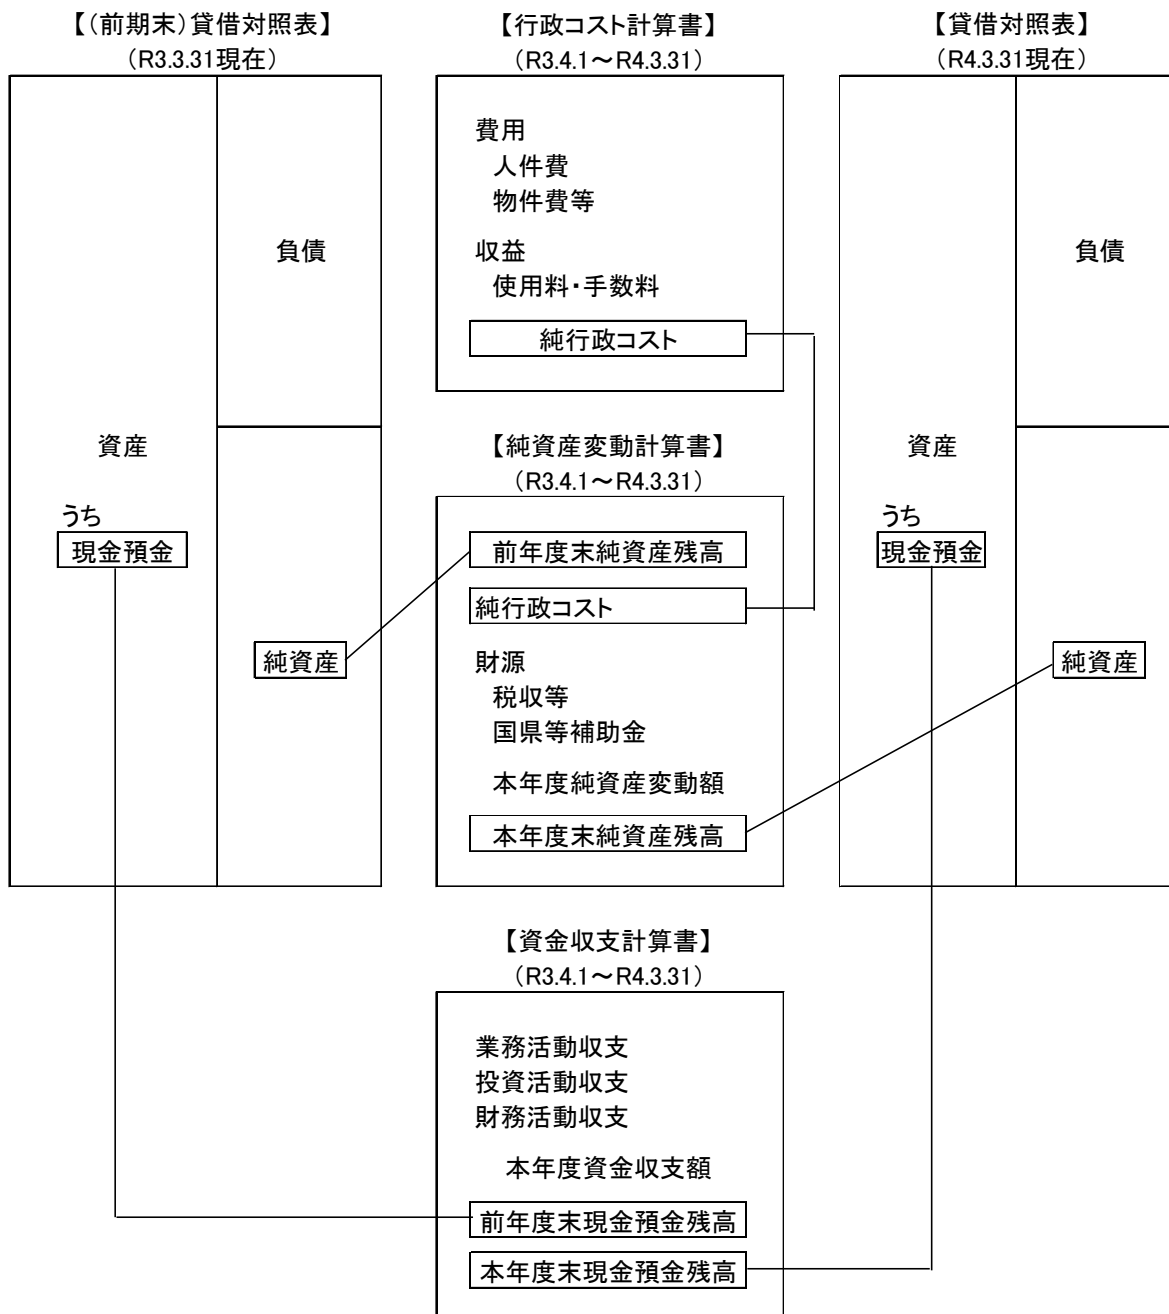 【(前期末)貸借対照表】
(R3.3.31現在)
資産
うち
現金預金
負債
純資産
【行政コスト計算書】
(R3.4.1~R4.3.31)
費用
人件費
物件費等
収益
使用料・手数料
純行政コスト
【純資産変動計算書】
(R3.4.1~R4.3.31)
前年度末純資産残高
純行政コスト
財源
税収等
国県等補助金
本年度純資産変動額
本年度末純資産残高
【資金収支計算書】
(R3.4.1~R4.3.31)
業務活動収支
投資活動収支
財務活動収支
本年度資金収支額
前年度末現金預金残高
本年度末現金預金残高
【貸借対照表】
(R4.3.31現在)
資産
うち
現金預金
負債
純資産